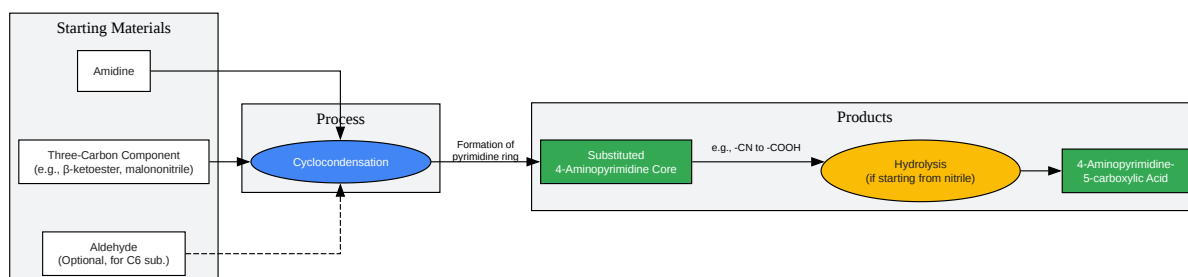 Starting Materials
Amidine
Three-Carbon Component
(e.g., β-ketoester, malononitrile)
Aldehyde
(Optional, for C6 sub.)
Process
Cyclocondensation
Formation of
pyrimidine ring
Products
Substituted
4-Aminopyrimidine Core
e.g., -CN to -COOH
Hydrolysis
(if starting from nitrile)
4-Aminopyrimidine-
5-carboxylic Acid